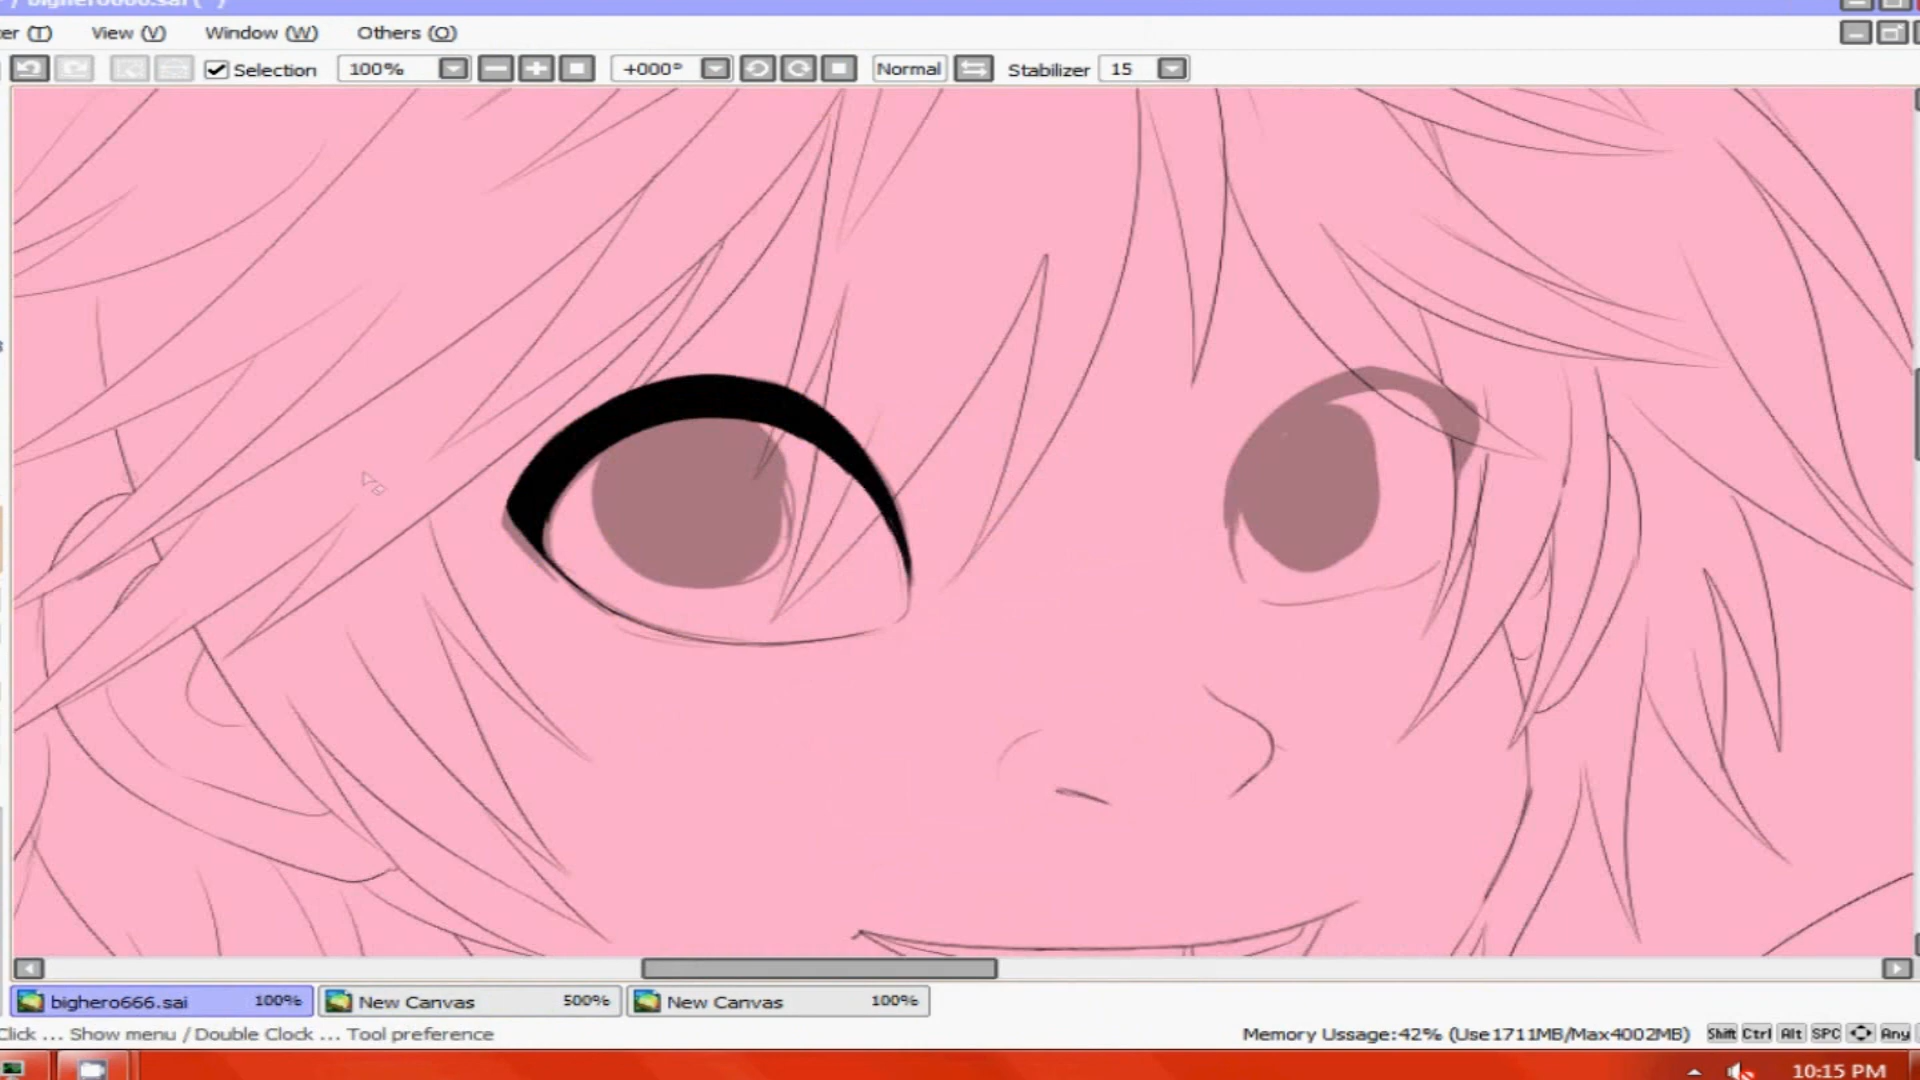 bighero666.sai ( * )
er (T) View (V) Window (W) Others (O)
Selection 100% +000° Normal Stabilizer 15
bighero666.sai 100% New Canvas 500% New Canvas 100%
Click ... Show menu / Double Clock ... Tool preference Memory Ussage:42% (Use1711MB/Max4002MB) Shift Ctrl Alt SPC Any
10:15 PM